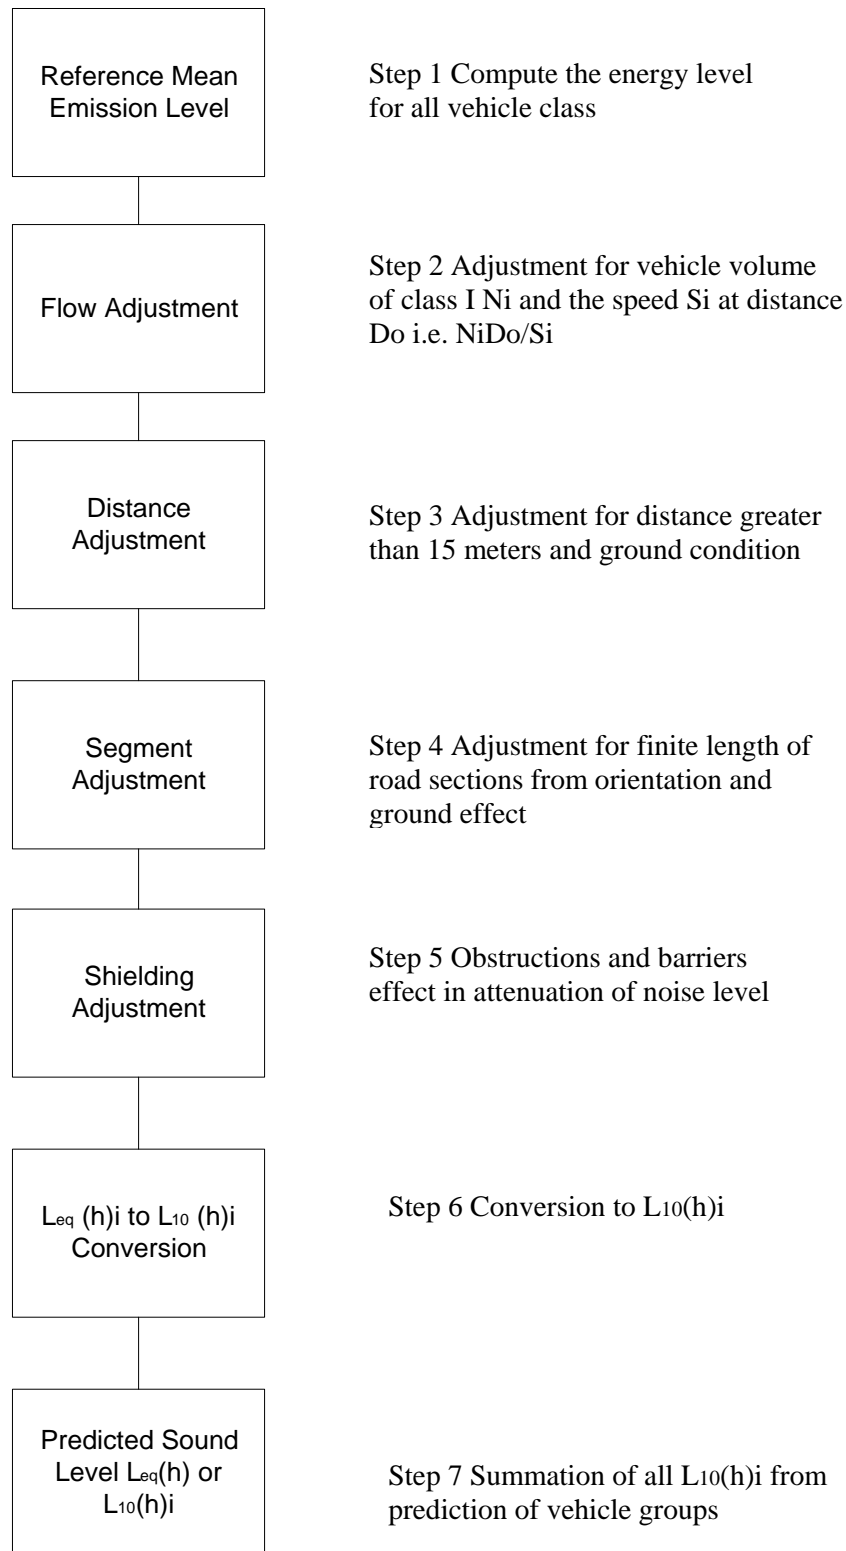 Reference Mean
Emission Level
Step 1 Compute the energy level
for all vehicle class
Flow Adjustment
Step 2 Adjustment for vehicle volume
of class I Ni and the speed Si at distance
Do i.e. NiDo/Si
Distance
Adjustment
Step 3 Adjustment for distance greater
than 15 meters and ground condition
Segment
Adjustment
Step 4 Adjustment for finite length of
road sections from orientation and
ground effect
Shielding
Adjustment
Step 5 Obstructions and barriers
effect in attenuation of noise level
Leq (h)i to L10 (h)i
Conversion
Step 6 Conversion to L10(h)i
Predicted Sound
Level Leq(h) or
L10(h)i
Step 7 Summation of all L10(h)i from
prediction of vehicle groups